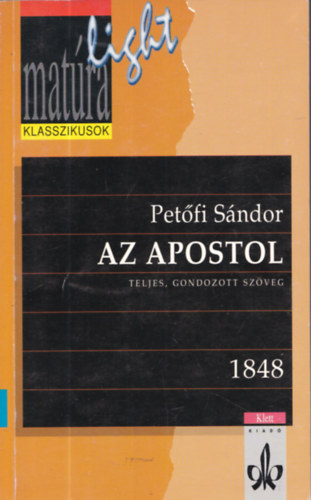 light
matúra
KLASSZIKUSOK
Petőfi Sándor
AZ APOSTOL
TELJES, GONDOZOTT SZÖVEG
1848
Klett
KIADÓ